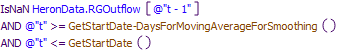 IsNaN HeronData.RGOutflow [ @"t - 1" ]
AND @"t" >= GetStartDate-DaysForMovingAverageForSmoothing ()
AND @"t" <= GetStartDate ()